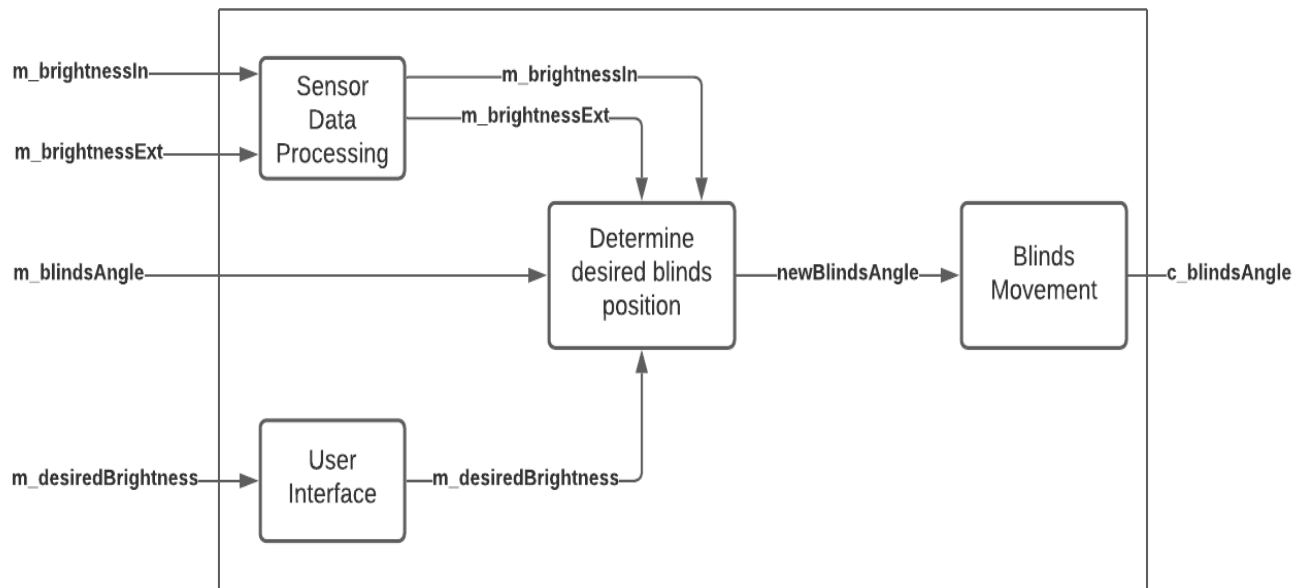 m_brightnessIn
m_brightnessExt
Sensor
Data
Processing
m_brightnessIn
m_brightnessExt
m_blindsAngle
Determine
desired blinds
position
newBlindsAngle
Blinds
Movement
c_blindsAngle
m_desiredBrightness
User
Interface
m_desiredBrightness